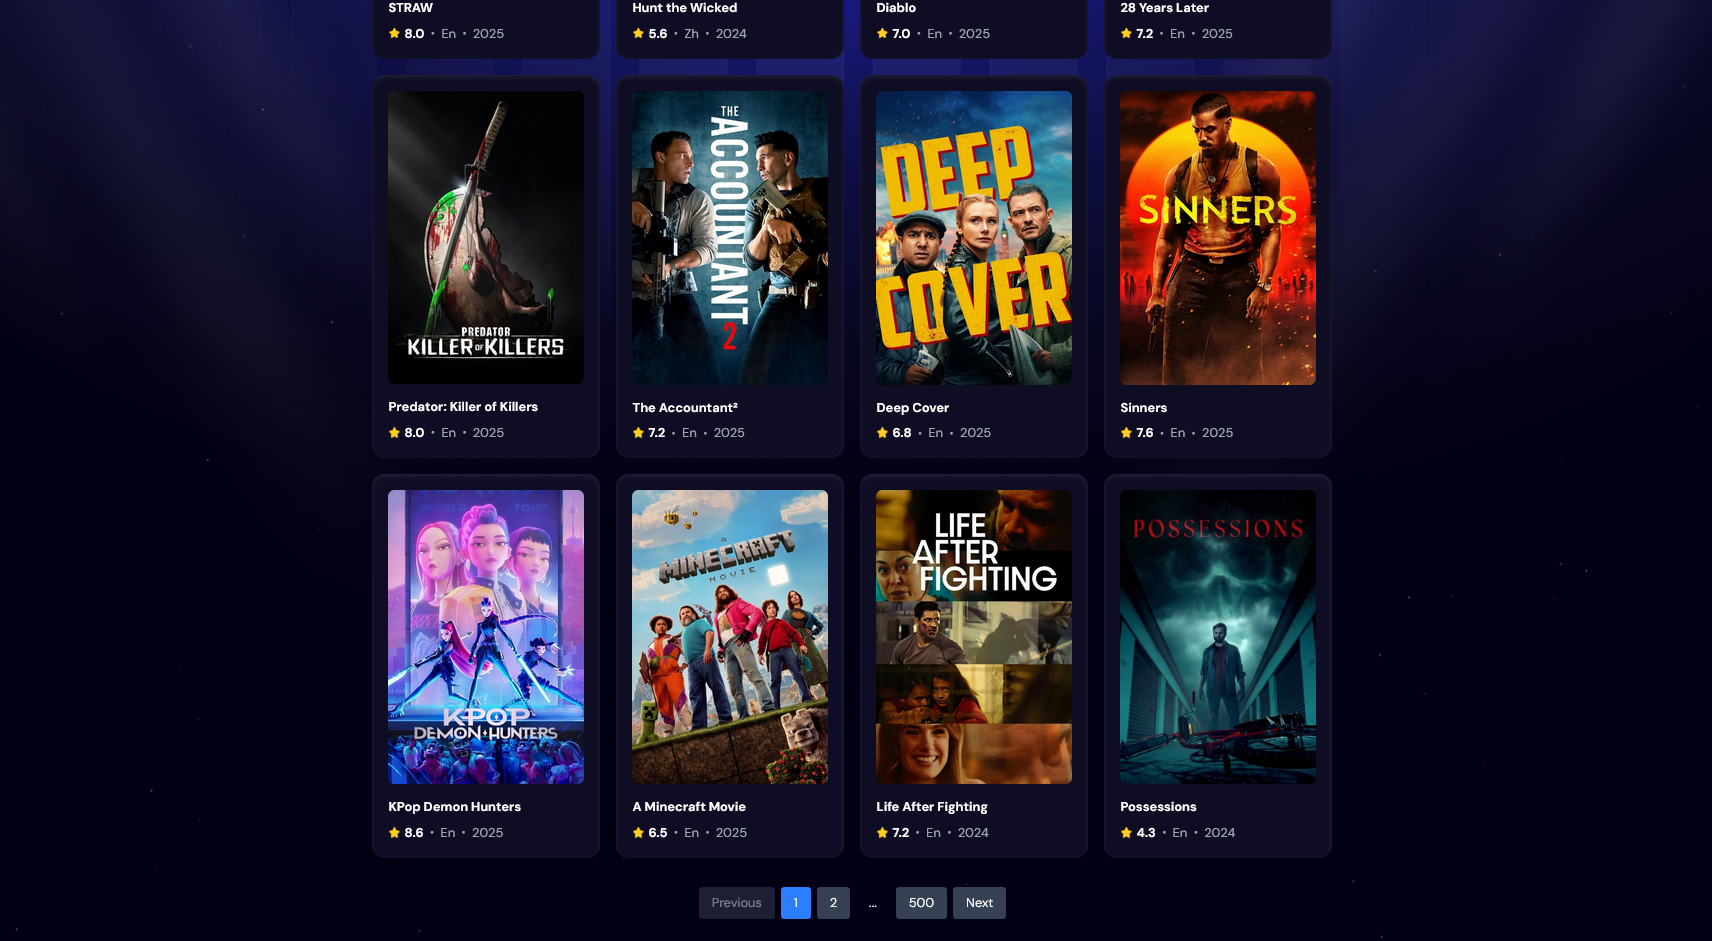 STRAW
8.0 • En • 2025
Hunt the Wicked
5.6 • Zh • 2024
Diablo
7.0 • En • 2025
28 Years Later
7.2 • En • 2025
PREDATOR
KILLER OF KILLERS
Predator: Killer of Killers
8.0 • En • 2025
THE
ACCOUNTANT
2
The Accountant²
7.2 • En • 2025
DEEP
COVER
Deep Cover
6.8 • En • 2025
SINNERS
Sinners
7.6 • En • 2025
WORLD TOUR
KPOP
DEMON HUNTERS
KPop Demon Hunters
8.6 • En • 2025
A
MINECRAFT
MOVIE
A Minecraft Movie
6.5 • En • 2025
LIFE
AFTER
FIGHTING
Life After Fighting
7.2 • En • 2024
POSSESSIONS
Possessions
4.3 • En • 2024
Previous 1 2 ... 500 Next